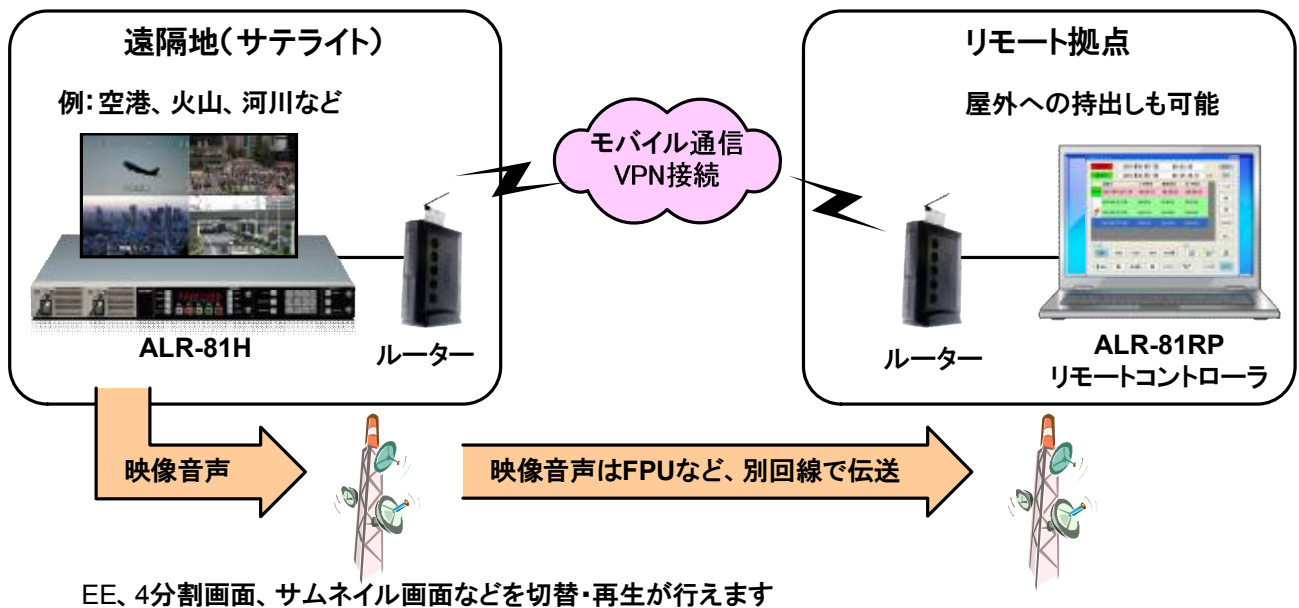 遠隔地(サテライト)
例:空港、火山、河川など
ALR-81H
ルーター
モバイル通信
VPN接続
リモート拠点
屋外への持出しも可能
ルーター
ALR-81RP
リモートコントローラ
映像音声
映像音声はFPUなど、別回線で伝送
EE、4分割画面、サムネイル画面などを切替・再生が行えます